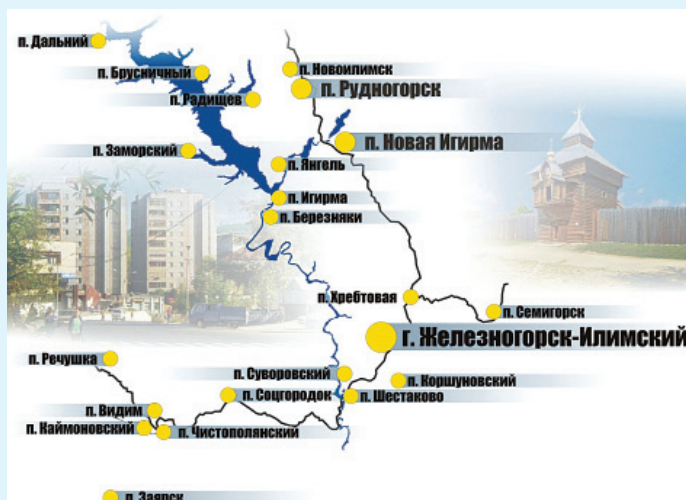 п. Дальний
п. Новоилимск
п. Брусничный
п. Рудногорск
п. Радищев
п. Новая Игирма
п. Заморский
п. Янгель
п. Игирма
п. Березняки
п. Хребтовая
п. Семигорск
г. Железногорск-Илимский
п. Речушка
п. Суворовский
п. Коршуновский
п. Соцгородок
п. Шестаково
п. Видим
п. Каймоновский
п. Чистополянский
п. Заярск